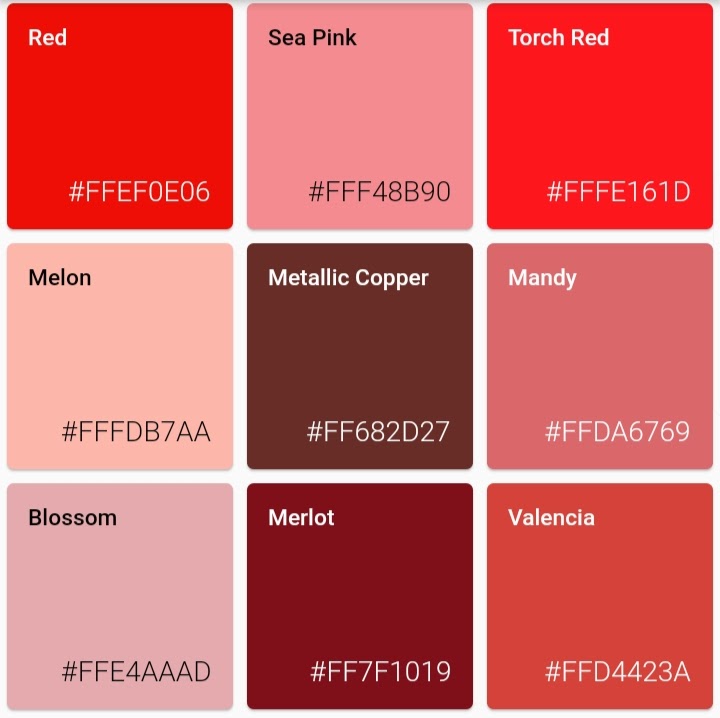 Red
#FFEF0E06
Sea Pink
#FFF48B90
Torch Red
#FFFE161D
Melon
#FFFDB7AA
Metallic Copper
#FF682D27
Mandy
#FFDA6769
Blossom
#FFE4AAAD
Merlot
#FF7F1019
Valencia
#FFD4423A